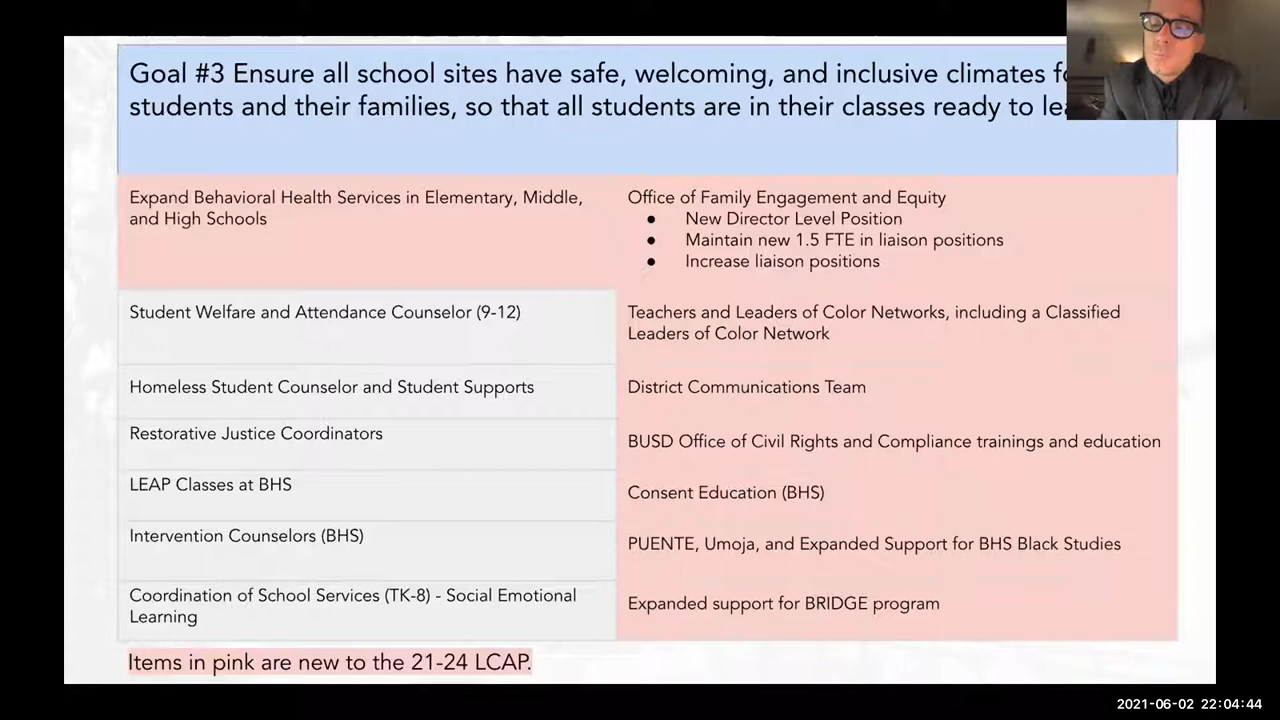 Goal #3 Ensure all school sites have safe, welcoming, and inclusive climates
students and their families, so that all students are in their classes ready to
Expand Behavioral Health Services in Elementary, Middle,
and High Schools
Office of Family Engagement and Equity
● New Director Level Position
● Maintain new 1.5 FTE in liaison positions
● Increase liaison positions
Student Welfare and Attendance Counselor (9-12)
Teachers and Leaders of Color Networks, including a Classified
Leaders of Color Network
Homeless Student Counselor and Student Supports
District Communications Team
Restorative Justice Coordinators
BUSD Office of Civil Rights and Compliance trainings and education
LEAP Classes at BHS
Consent Education (BHS)
Intervention Counselors (BHS)
PUENTE, Umoja, and Expanded Support for BHS Black Studies
Coordination of School Services (TK-8) - Social Emotional
Learning
Expanded support for BRIDGE program
Items in pink are new to the 21-24 LCAP.
2021-06-02 22:04:44